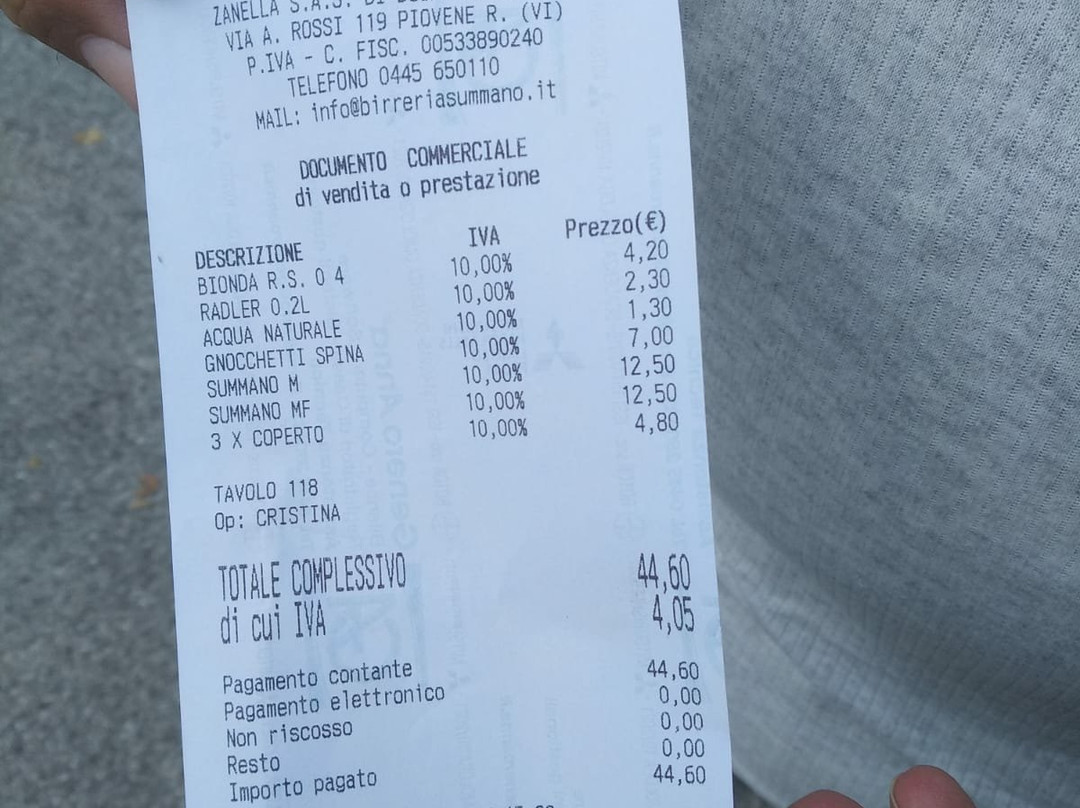 ZANELLA S.A.S. DI
VIA A. ROSSI 119 PIOVENE R. (VI)
P.IVA - C. FISC. 00533890240
TELEFONO 0445 650110
MAIL: info@birreriasummano.it
DOCUMENTO COMMERCIALE
di vendita o prestazione
DESCRIZIONE IVA Prezzo(€)
BIONDA R.S. 0 4 10,00% 4,20
RADLER 0.2L 10,00% 2,30
ACQUA NATURALE 10,00% 1,30
GNOCCHETTI SPINA 10,00% 7,00
SUMMANO M 10,00% 12,50
SUMMANO MF 10,00% 12,50
3 X COPERTO 10,00% 4,80
TAVOLO 118
Op: CRISTINA
TOTALE COMPLESSIVO 44,60
di cui IVA 4,05
Pagamento contante 44,60
Pagamento elettronico 0,00
Non riscosso 0,00
Resto 0,00
Importo pagato 44,60